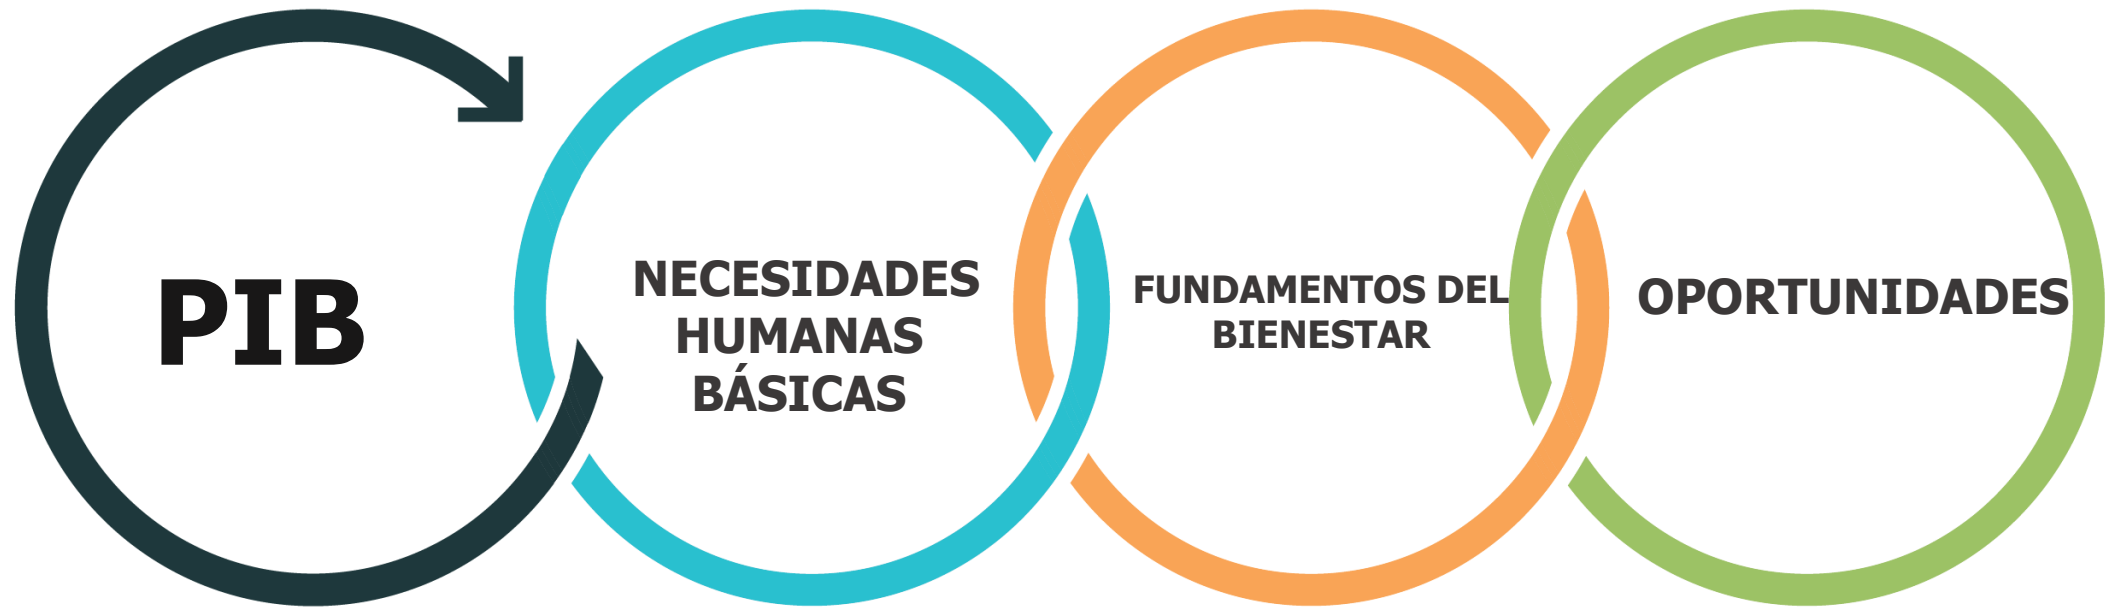 PIB
NECESIDADES
HUMANAS
BÁSICAS
FUNDAMENTOS DEL
BIENESTAR
OPORTUNIDADES